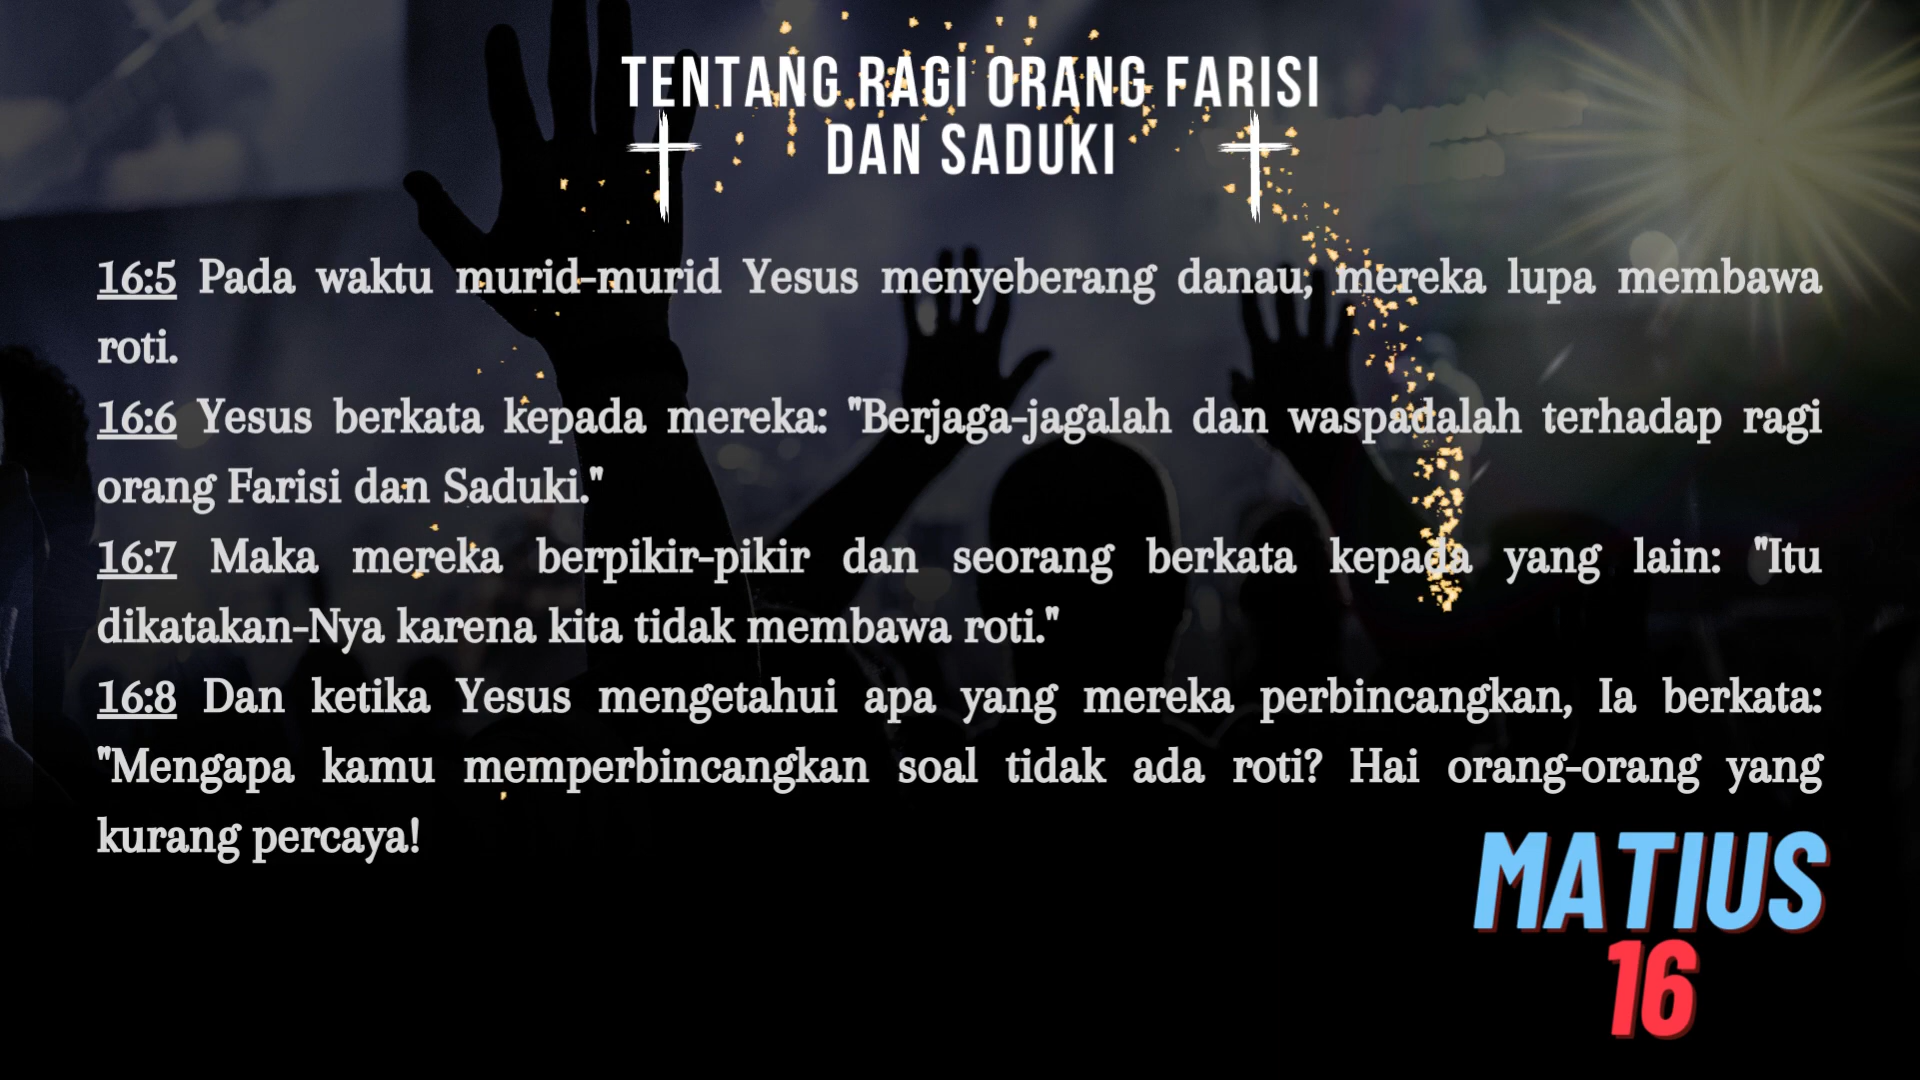 TENTANG RAGI ORANG FARISI
DAN SADUKI
16:5 Pada waktu murid-murid Yesus menyeberang danau, mereka lupa membawa
roti.
16:6 Yesus berkata kepada mereka: "Berjaga-jagalah dan waspadalah terhadap ragi
orang Farisi dan Saduki."
16:7 Maka mereka berpikir-pikir dan seorang berkata kepada yang lain: "Itu
dikatakan-Nya karena kita tidak membawa roti."
16:8 Dan ketika Yesus mengetahui apa yang mereka perbincangkan, Ia berkata:
"Mengapa kamu memperbincangkan soal tidak ada roti? Hai orang-orang yang
kurang percaya!
MATIUS
16